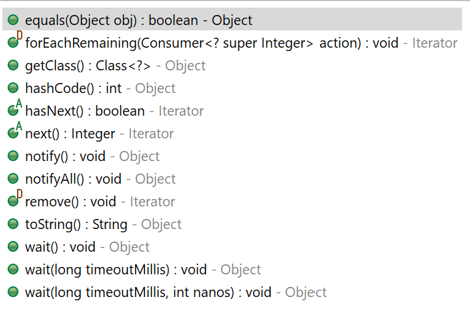 equals(Object obj) : boolean - Object
D forEachRemaining(Consumer<? super Integer> action) : void - Iterator
getClass() : Class<?> - Object
hashCode() : int - Object
A hasNext() : boolean - Iterator
A next() : Integer - Iterator
notify() : void - Object
notifyAll() : void - Object
D remove() : void - Iterator
toString() : String - Object
wait() : void - Object
wait(long timeoutMillis) : void - Object
wait(long timeoutMillis, int nanos) : void - Object